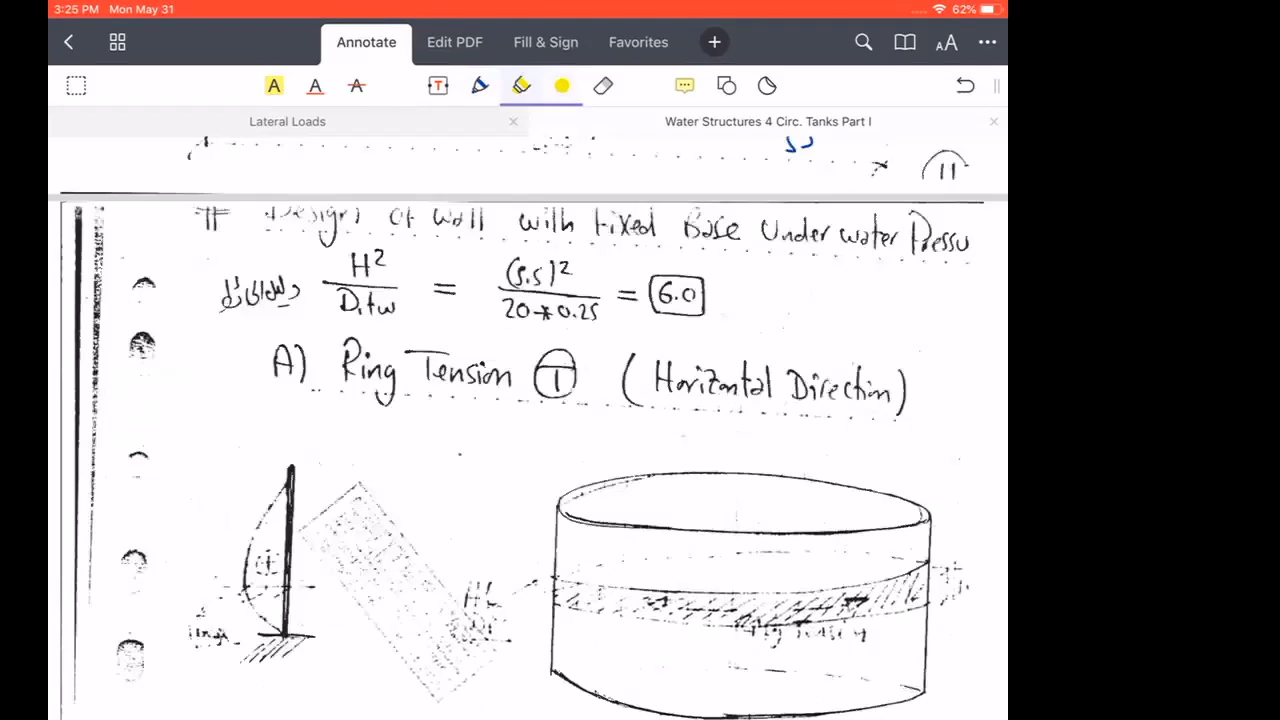 3:25 PM Mon May 31 62%
Annotate Edit PDF Fill & Sign Favorites
Lateral Loads Water Structures 4 Circ. Tanks Part I
11
# Design of Wall with Fixed Base Under water Pressu
H² / D.tw = (5.5)² / 20*0.25 = 6.0
A) Ring Tension T (Horizontal Direction)
+